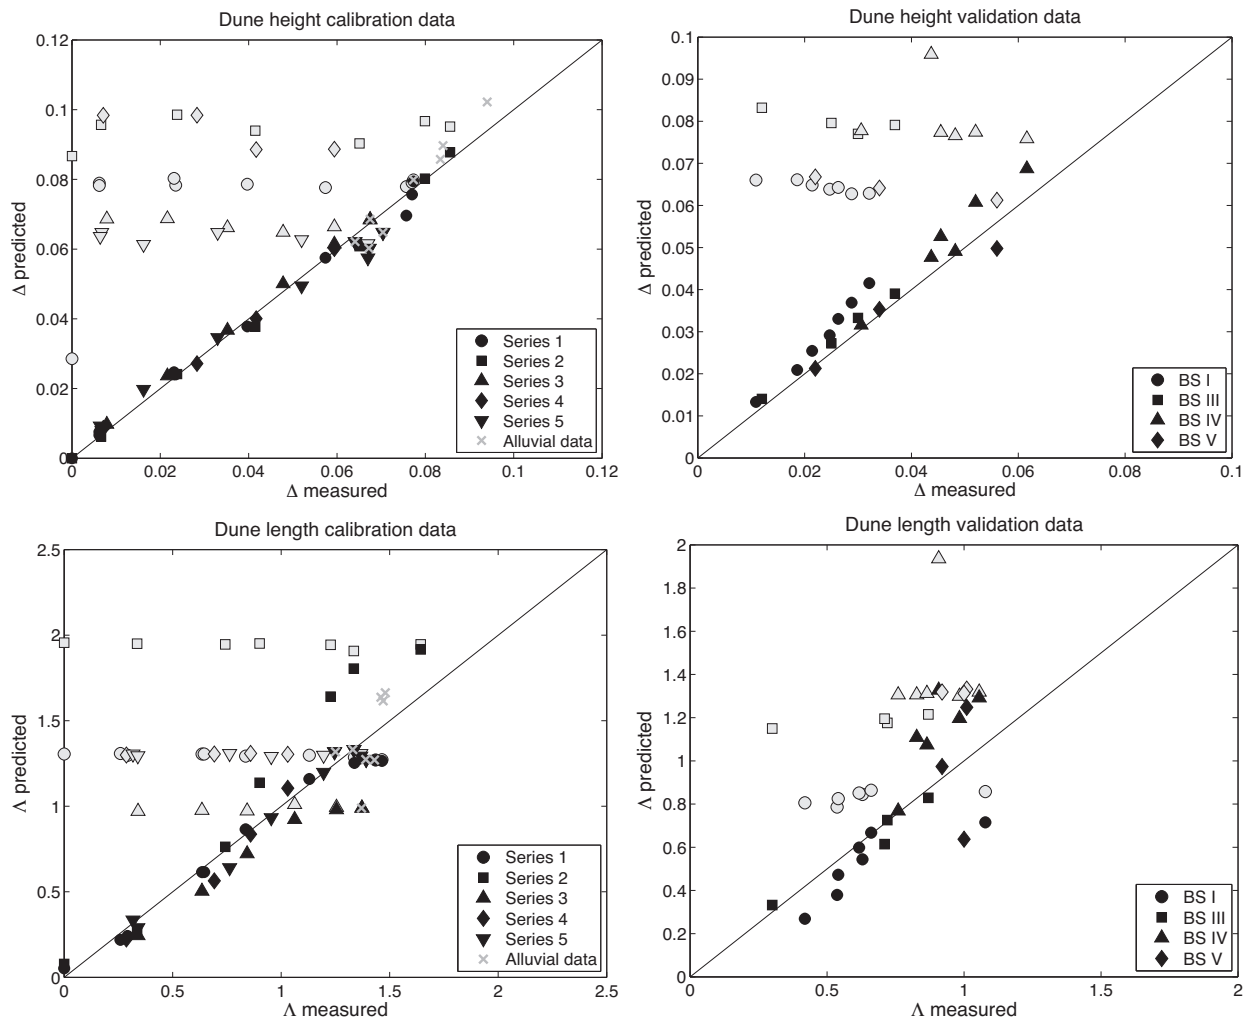 Dune height calibration data
0.12
0.1
0.08
0.06
0.04
0.02
0
Δ predicted
0
0.02
0.04
0.06
0.08
0.1
0.12
Δ measured
Series 1
Series 2
Series 3
Series 4
Series 5
Alluvial data
Dune height validation data
0.1
0.09
0.08
0.07
0.06
0.05
0.04
0.03
0.02
0.01
0
Δ predicted
0
0.02
0.04
0.06
0.08
0.1
Δ measured
BS I
BS III
BS IV
BS V
Dune length calibration data
2.5
2
1.5
1
0.5
0
Λ predicted
0
0.5
1
1.5
2
2.5
Λ measured
Series 1
Series 2
Series 3
Series 4
Series 5
Alluvial data
Dune length validation data
2
1.8
1.6
1.4
1.2
1
0.8
0.6
0.4
0.2
0
Λ predicted
0
0.5
1
1.5
2
Λ measured
BS I
BS III
BS IV
BS V